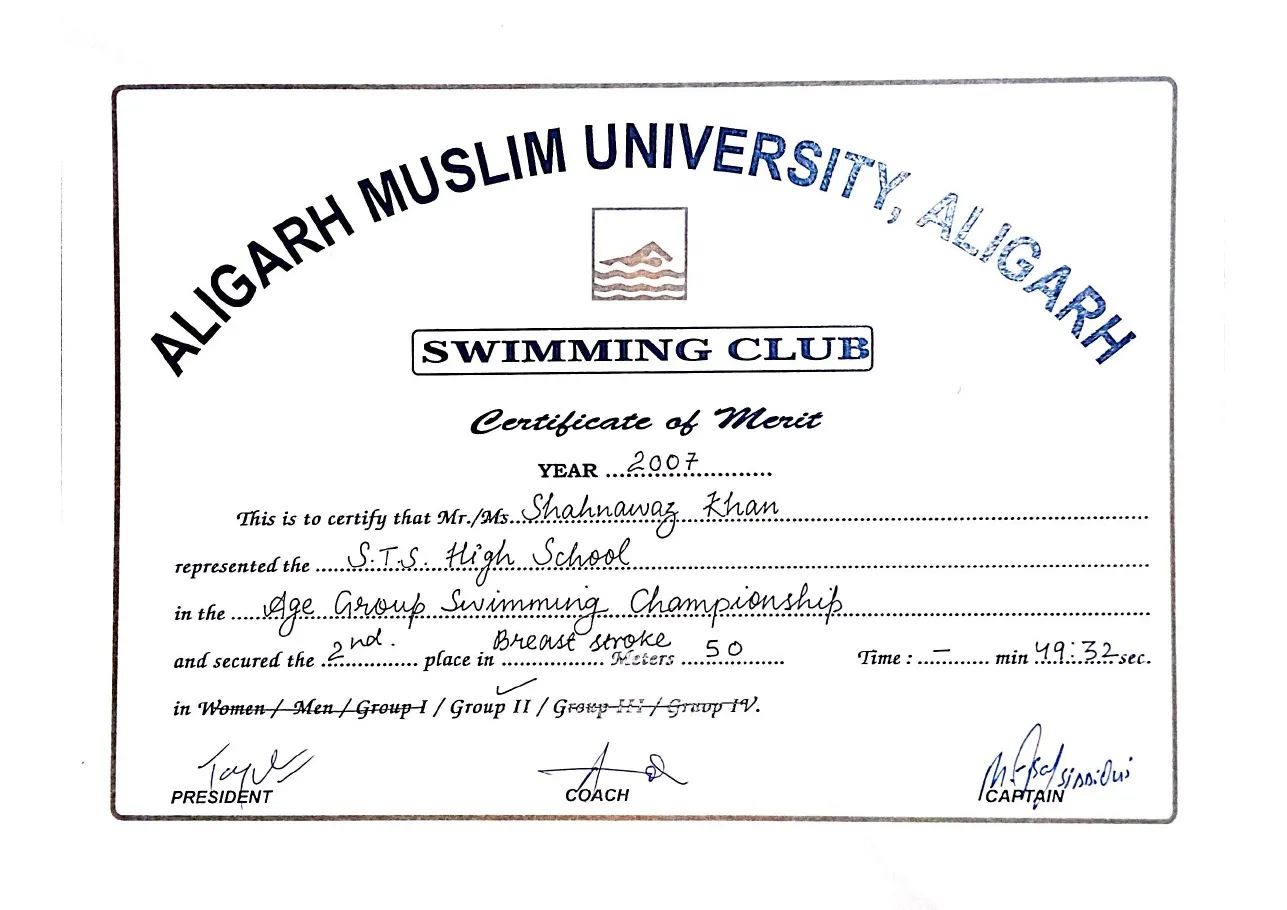 ALIGARH MUSLIM UNIVERSITY, ALIGARH
SWIMMING CLUB
Certificate of Merit
YEAR ...2007...........
This is to certify that Mr./Ms. Shahnawaz Khan
represented the ..... S.T.S. High School
in the ..... Age Group Swimming Championship
and secured the 2nd. place in Breast stroke Meters 50 Time : – min 49:32 sec.
in Women / Men / Group I / Group II / Group III / Group IV.
PRESIDENT COACH CAPTAIN